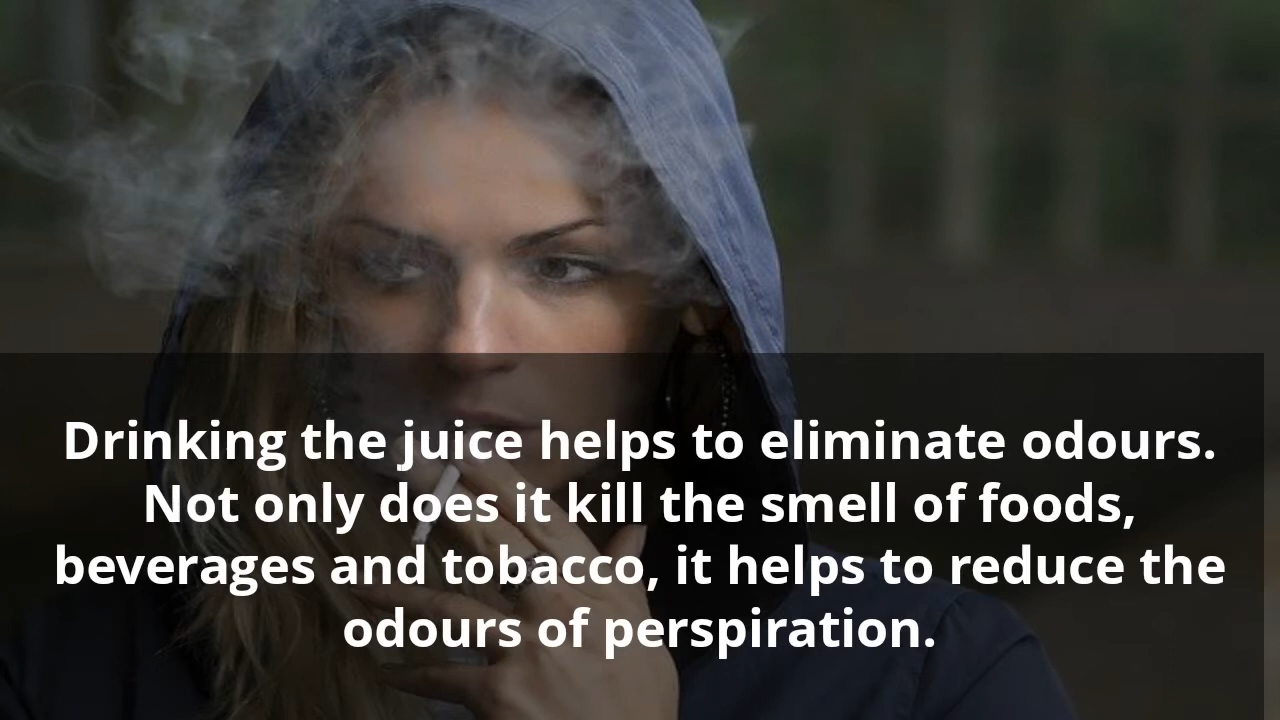 Drinking the juice helps to eliminate odours.
Not only does it kill the smell of foods,
beverages and tobacco, it helps to reduce the
odours of perspiration.